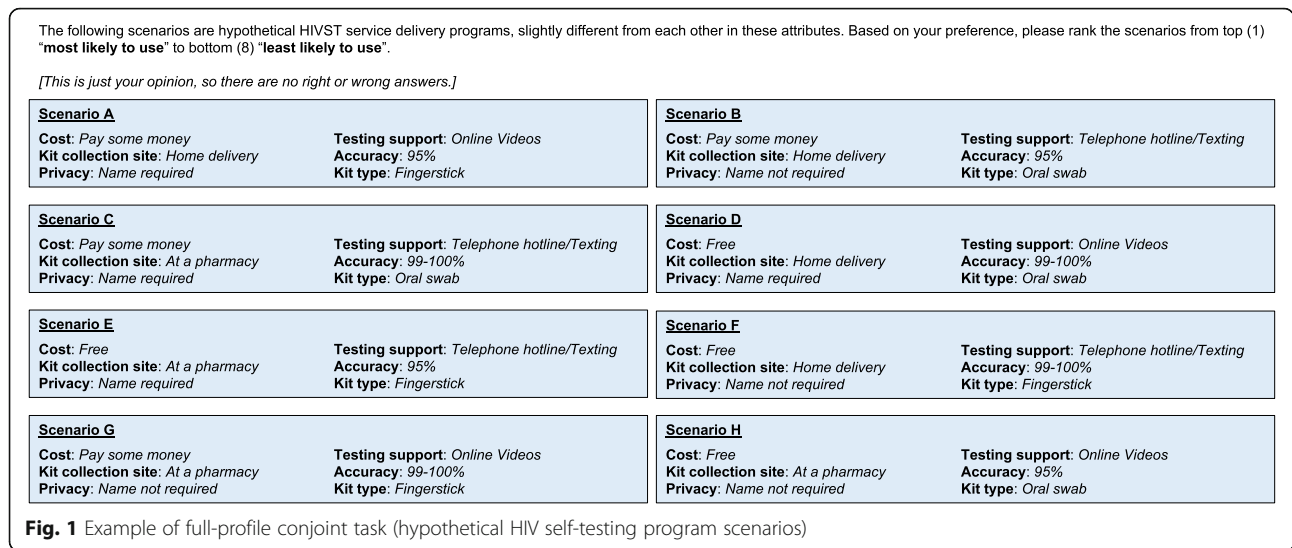 The following scenarios are hypothetical HIVST service delivery programs, slightly different from each other in these attributes. Based on your preference, please rank the scenarios from top (1)
“most likely to use” to bottom (8) “least likely to use”.
[This is just your opinion, so there are no right or wrong answers.]
Scenario A
Cost: Pay some money Testing support: Online Videos
Kit collection site: Home delivery Accuracy: 95%
Privacy: Name required Kit type: Fingerstick
Scenario B
Cost: Pay some money Testing support: Telephone hotline/Texting
Kit collection site: Home delivery Accuracy: 95%
Privacy: Name not required Kit type: Oral swab
Scenario C
Cost: Pay some money Testing support: Telephone hotline/Texting
Kit collection site: At a pharmacy Accuracy: 99-100%
Privacy: Name required Kit type: Oral swab
Scenario D
Cost: Free Testing support: Online Videos
Kit collection site: Home delivery Accuracy: 99-100%
Privacy: Name required Kit type: Oral swab
Scenario E
Cost: Free Testing support: Telephone hotline/Texting
Kit collection site: At a pharmacy Accuracy: 95%
Privacy: Name required Kit type: Fingerstick
Scenario F
Cost: Free Testing support: Telephone hotline/Texting
Kit collection site: Home delivery Accuracy: 99-100%
Privacy: Name not required Kit type: Fingerstick
Scenario G
Cost: Pay some money Testing support: Online Videos
Kit collection site: At a pharmacy Accuracy: 99-100%
Privacy: Name not required Kit type: Fingerstick
Scenario H
Cost: Free Testing support: Online Videos
Kit collection site: At a pharmacy Accuracy: 95%
Privacy: Name not required Kit type: Oral swab
Fig. 1 Example of full-profile conjoint task (hypothetical HIV self-testing program scenarios)